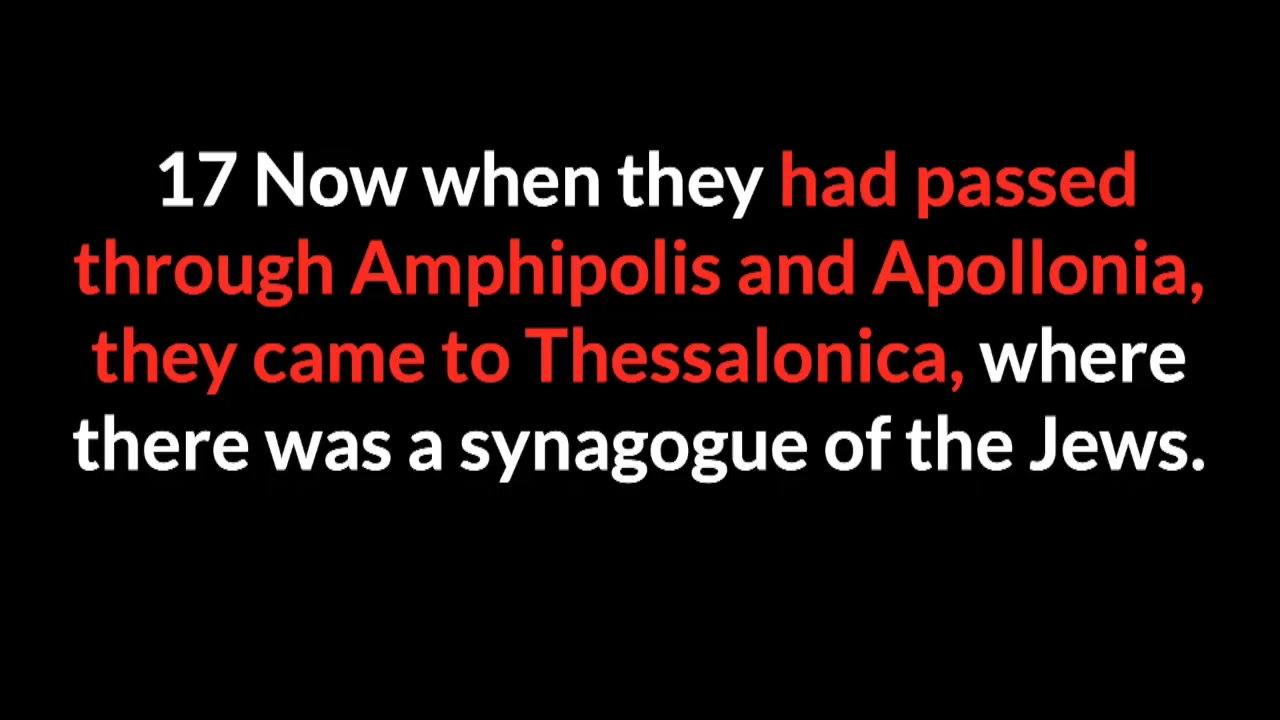 17 Now when they had passed
through Amphipolis and Apollonia,
they came to Thessalonica, where
there was a synagogue of the Jews.